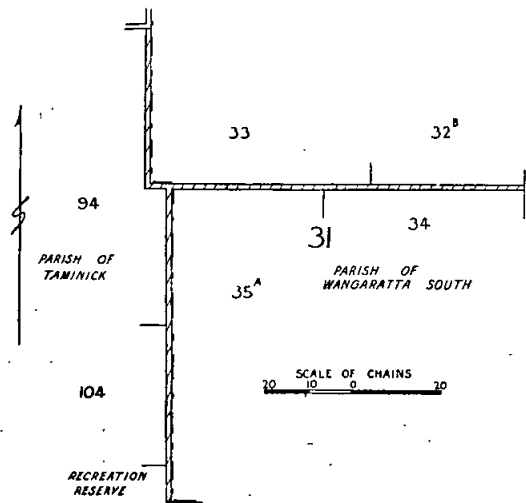 33
32B
94
31
34
PARISH OF
TAMINICK
PARISH OF
WANGARATTA SOUTH
35A
SCALE OF CHAINS
20 10 0 20
104
RECREATION
RESERVE